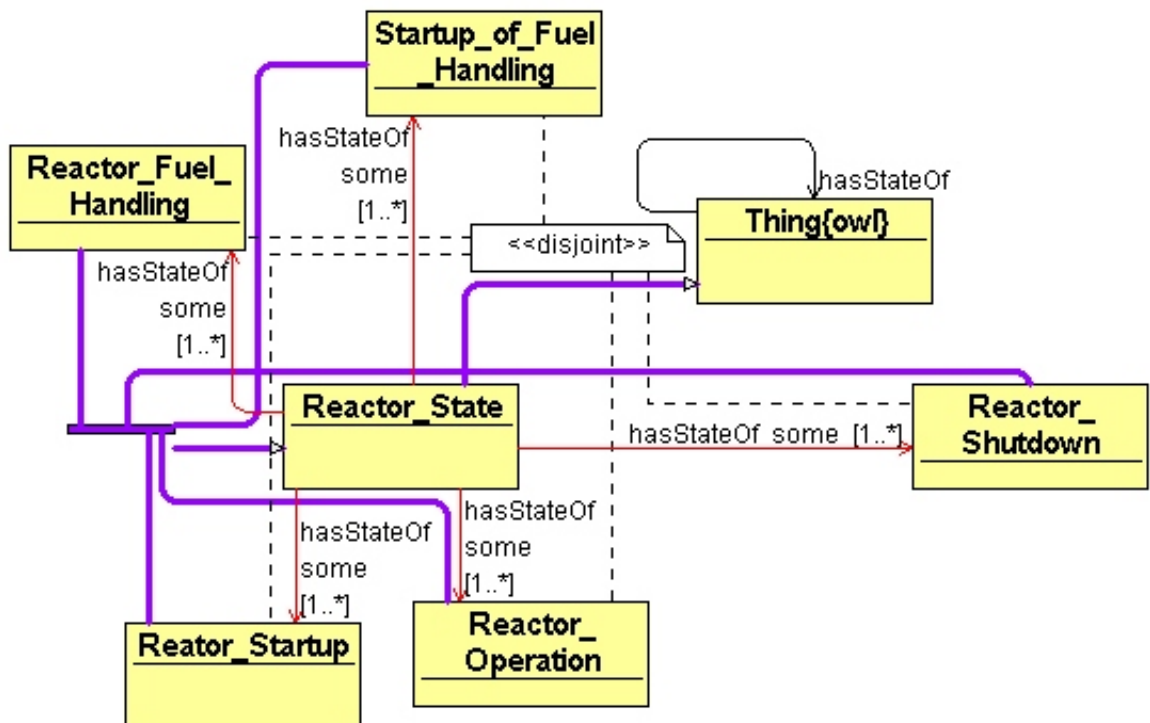 Startup_of_Fuel
_Handling
hasStateOf
some
[1..*]
Reactor_Fuel_
Handling
hasStateOf
Thing{owl}
<<disjoint>>
hasStateOf
some
[1..*]
Reactor_State
Reactor_
Shutdown
hasStateOf some [1..*]
hasStateOf
some
[1..*]
hasStateOf
some
[1..*]
Reator_Startup
Reactor_
Operation